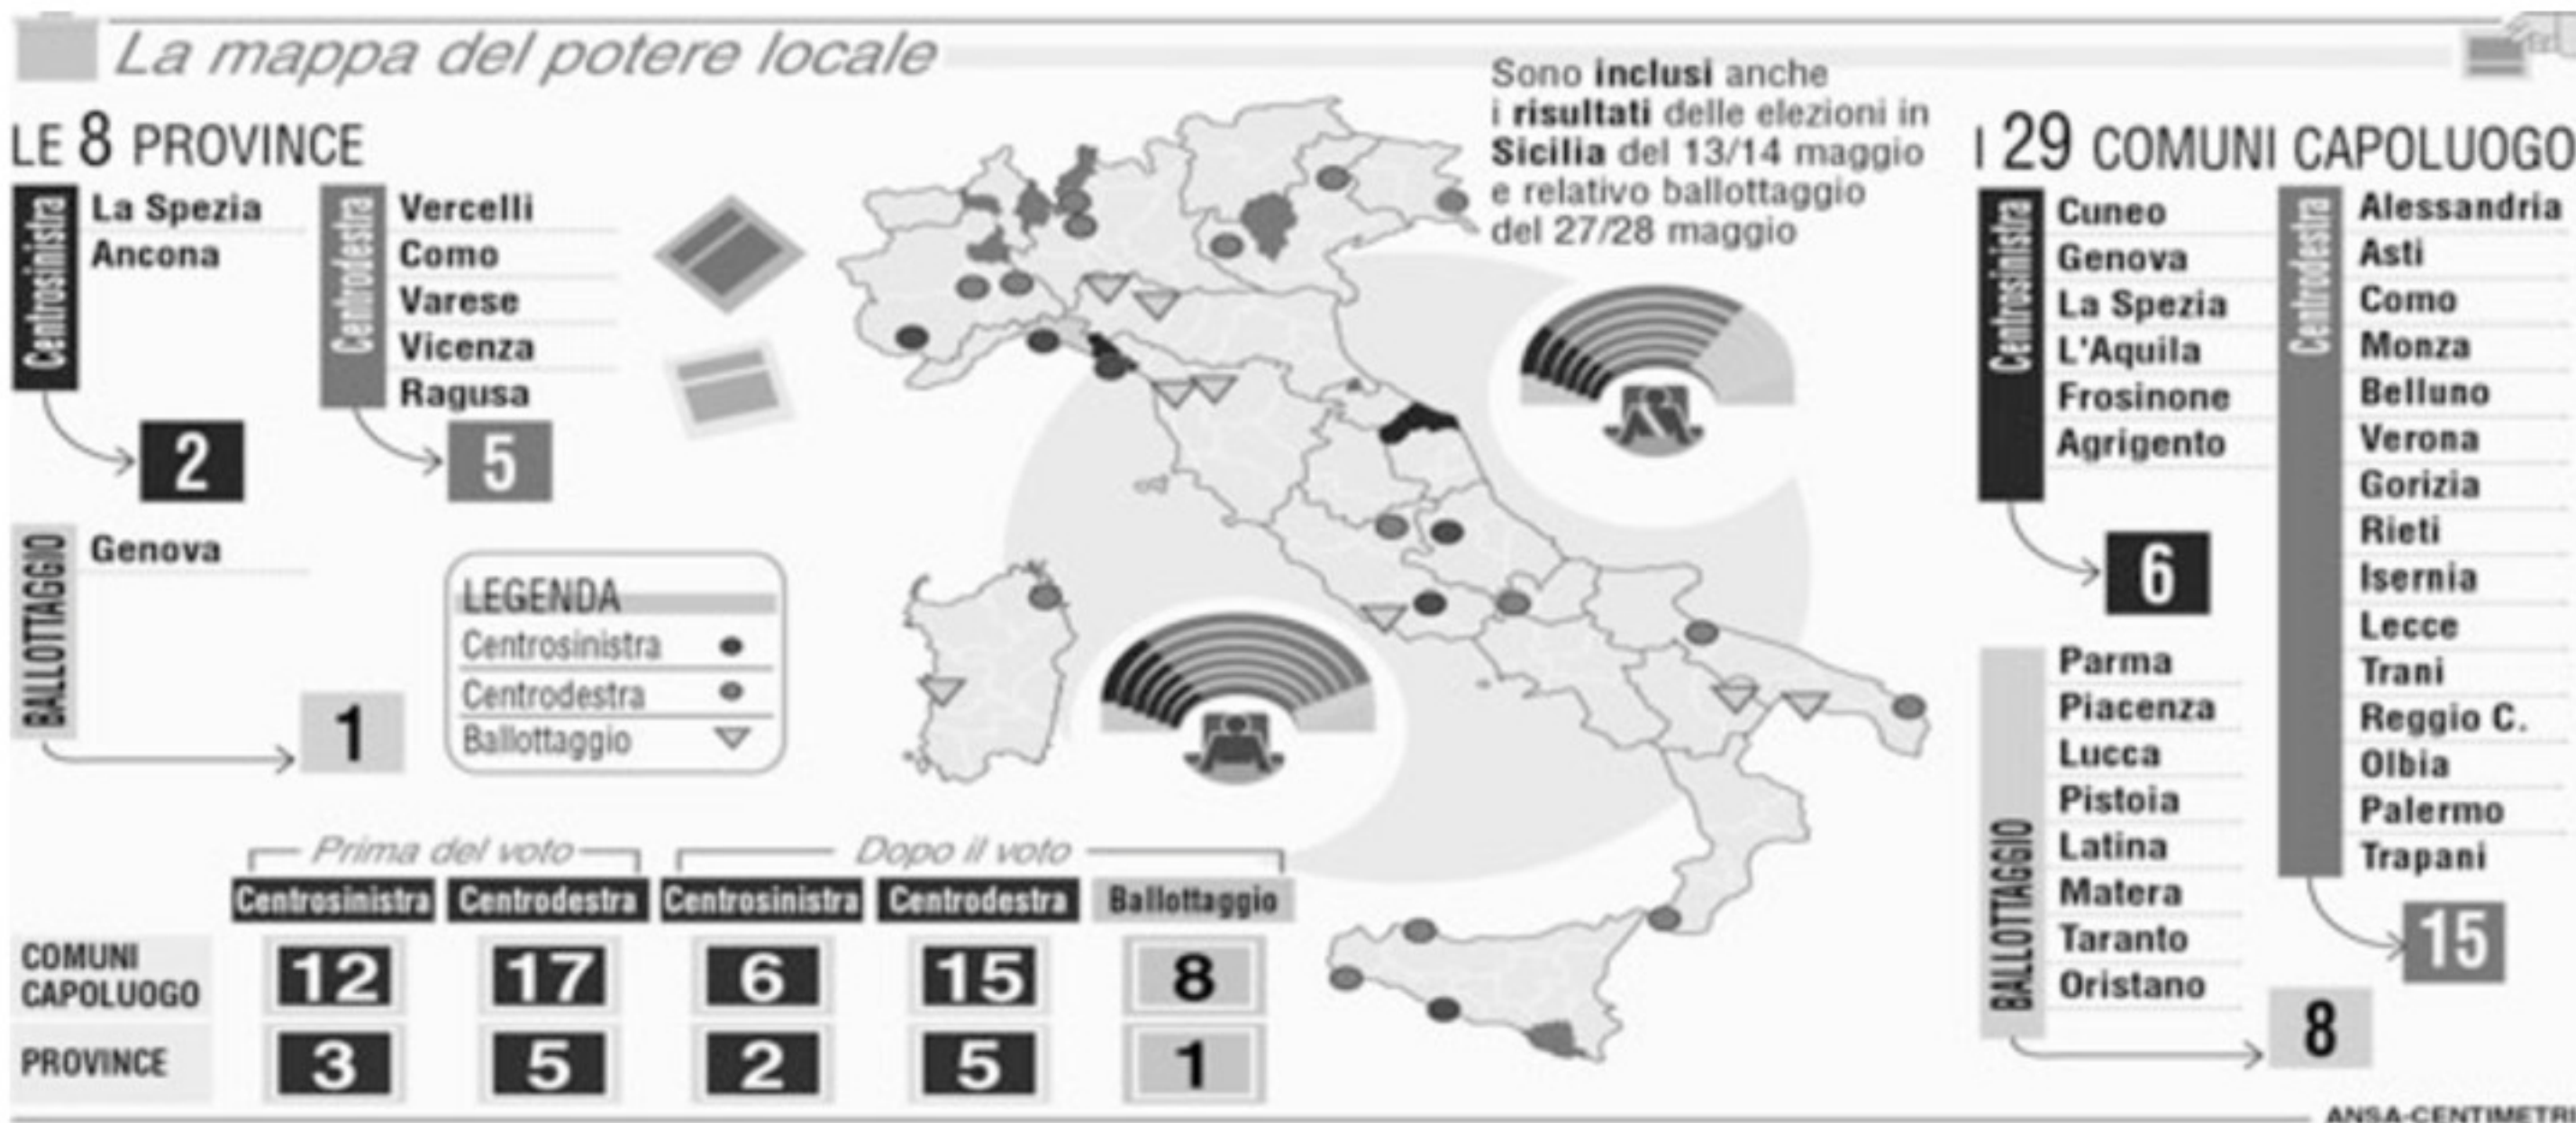 La mappa del potere locale
Sono inclusi anche
i risultati delle elezioni in
Sicilia del 13/14 maggio
e relativo ballottaggio
del 27/28 maggio
LE 8 PROVINCE
Centrosinistra
La Spezia
Ancona
2
Centrodestra
Vercelli
Como
Varese
Vicenza
Ragusa
5
BALLOTTAGGIO
Genova
1
LEGENDA
Centrosinistra
Centrodestra
Ballottaggio
I 29 COMUNI CAPOLUOGO
Centrosinistra
Cuneo
Genova
La Spezia
L'Aquila
Frosinone
Agrigento
6
BALLOTTAGGIO
Parma
Piacenza
Lucca
Pistoia
Latina
Matera
Taranto
Oristano
8
Centrodestra
Alessandria
Asti
Como
Monza
Belluno
Verona
Gorizia
Rieti
Isernia
Lecce
Trani
Reggio C.
Olbia
Palermo
Trapani
15
Prima del voto Dopo il voto
Centrosinistra Centrodestra Centrosinistra Centrodestra Ballottaggio
COMUNI
CAPOLUOGO 12 17 6 15 8
PROVINCE 3 5 2 5 1
ANSA-CENTIMETRI